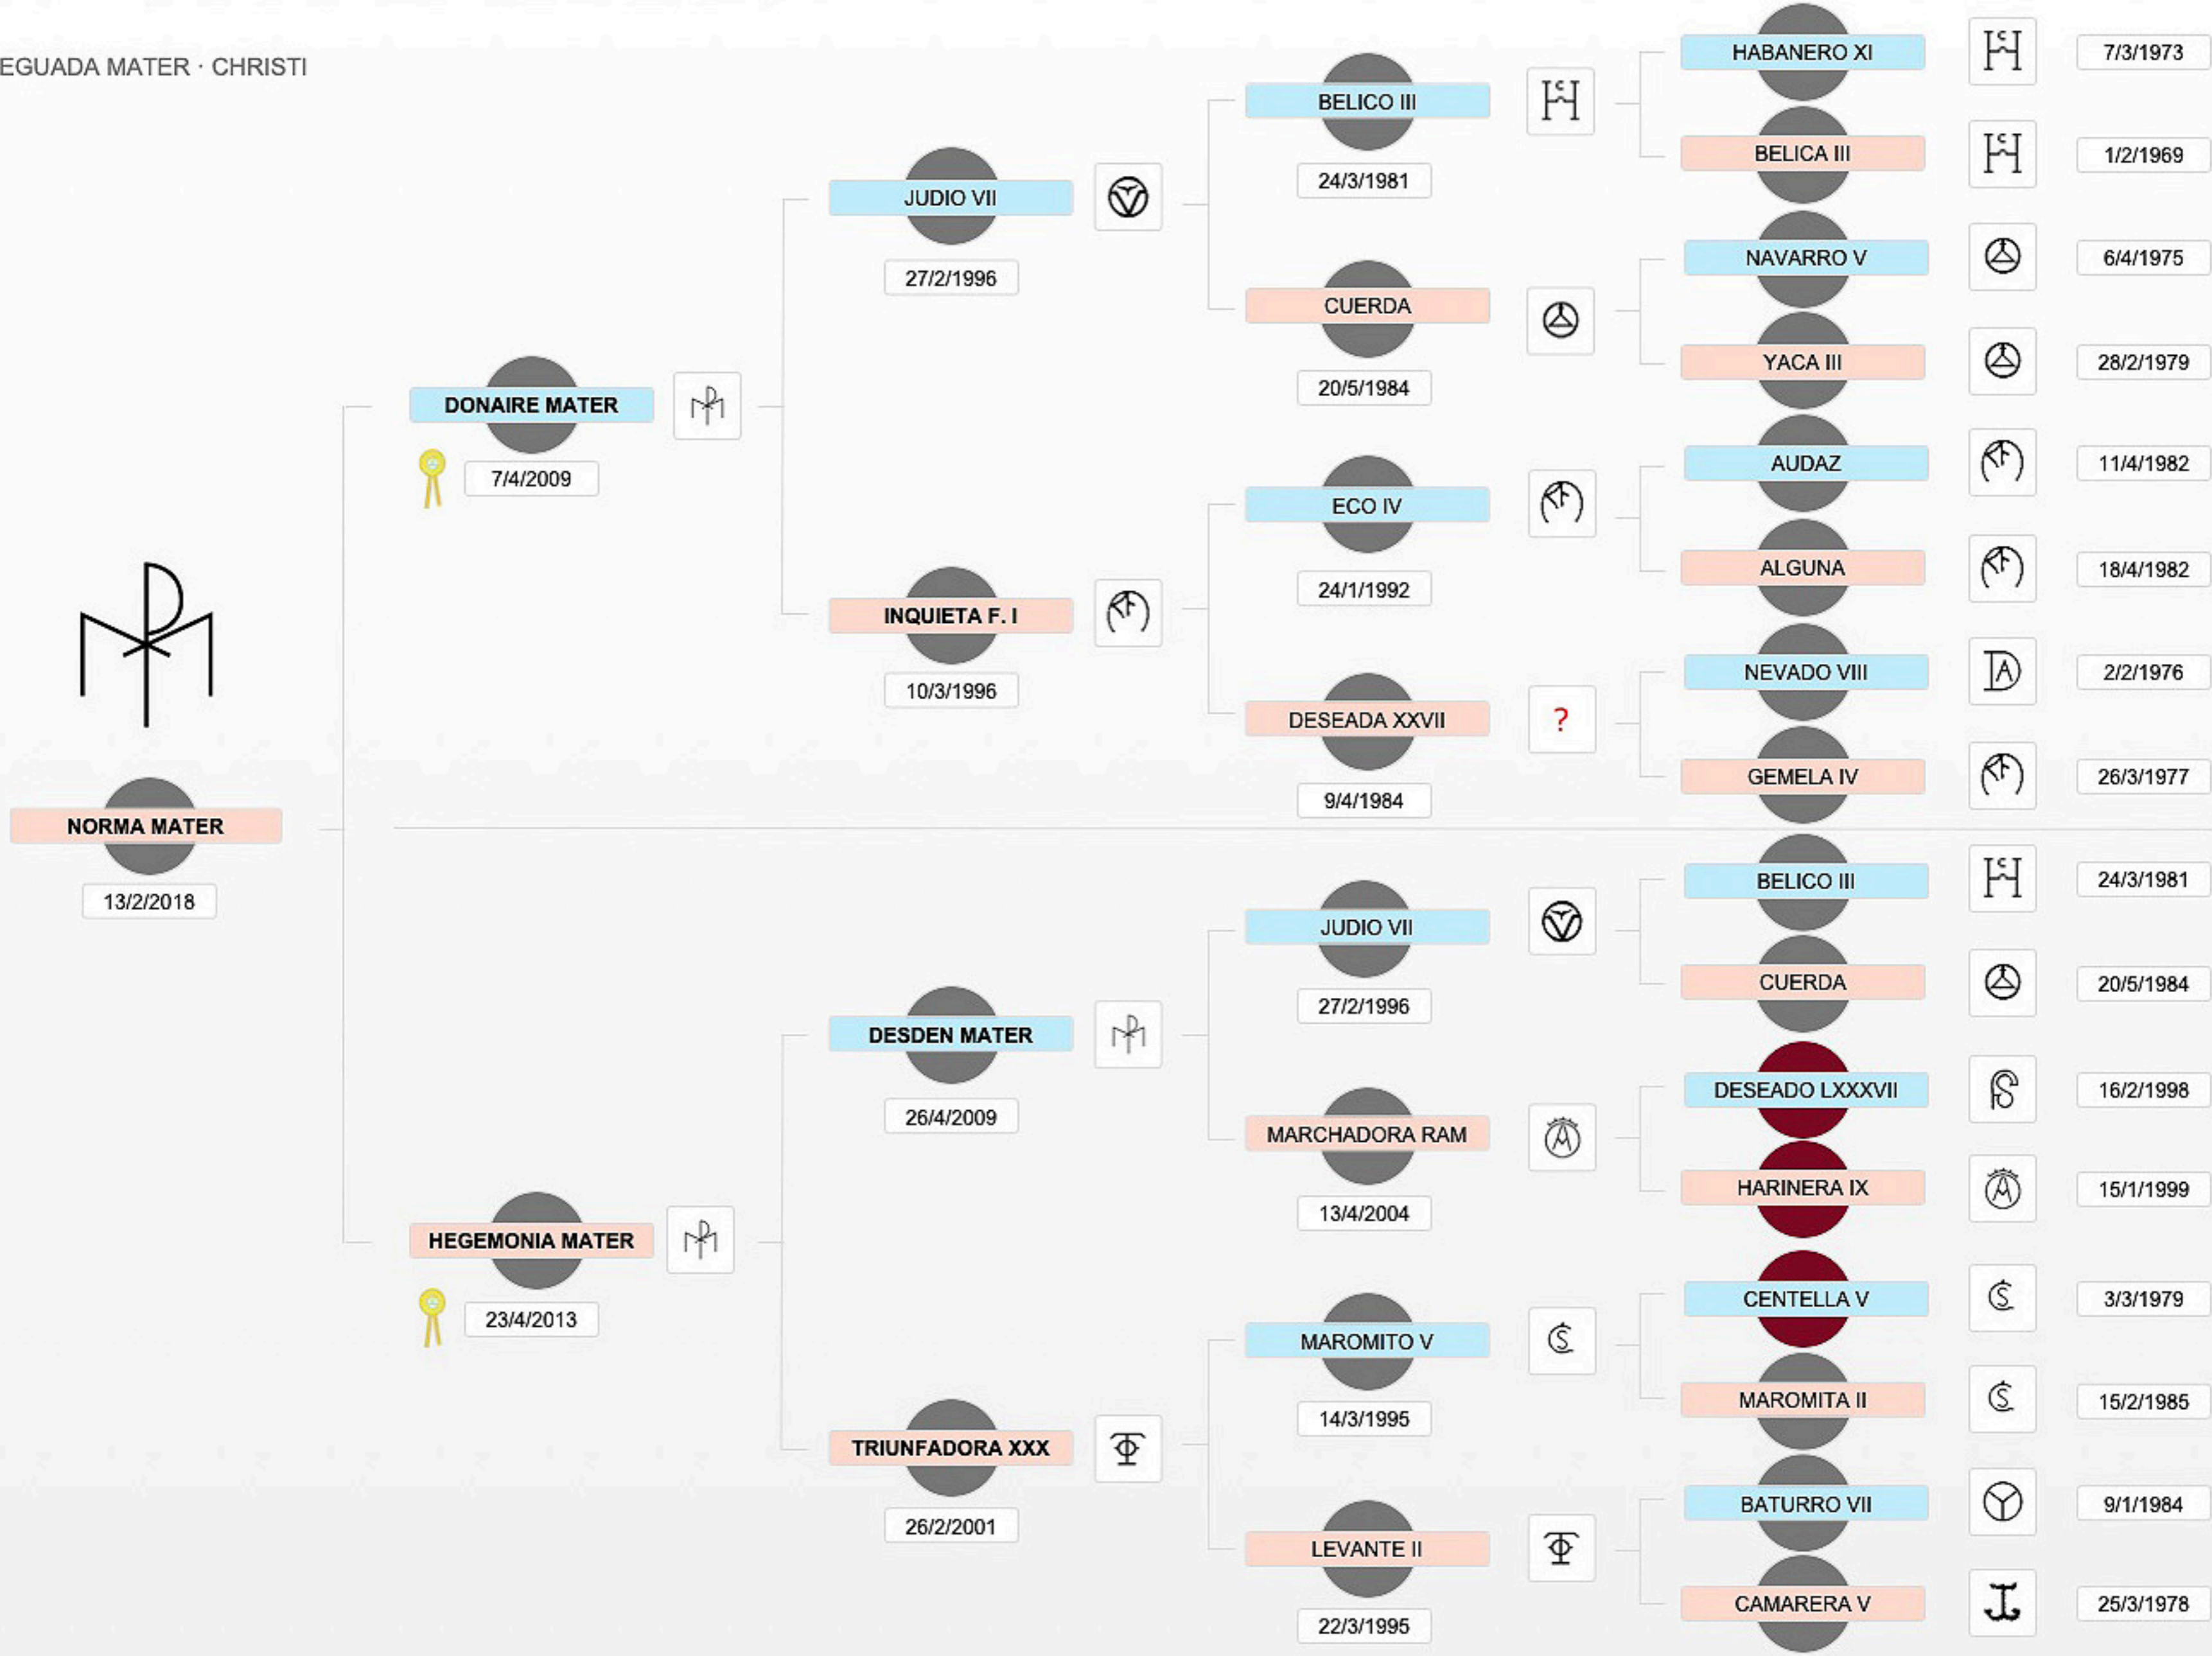 EGUADA MATER · CHRISTI
NORMA MATER
13/2/2018
DONAIRE MATER
7/4/2009
HEGEMONIA MATER
23/4/2013
JUDIO VII
27/2/1996
INQUIETA F. I
10/3/1996
DESDEN MATER
26/4/2009
TRIUNFADORA XXX
26/2/2001
BELICO III
24/3/1981
CUERDA
20/5/1984
ECO IV
24/1/1992
DESEADA XXVII
?
9/4/1984
JUDIO VII
27/2/1996
MARCHADORA RAM
13/4/2004
MAROMITO V
14/3/1995
LEVANTE II
22/3/1995
HABANERO XI 7/3/1973
BELICA III 1/2/1969
NAVARRO V 6/4/1975
YACA III 28/2/1979
AUDAZ 11/4/1982
ALGUNA 18/4/1982
NEVADO VIII 2/2/1976
GEMELA IV 26/3/1977
BELICO III 24/3/1981
CUERDA 20/5/1984
DESEADO LXXXVII 16/2/1998
HARINERA IX 15/1/1999
CENTELLA V 3/3/1979
MAROMITA II 15/2/1985
BATURRO VII 9/1/1984
CAMARERA V 25/3/1978